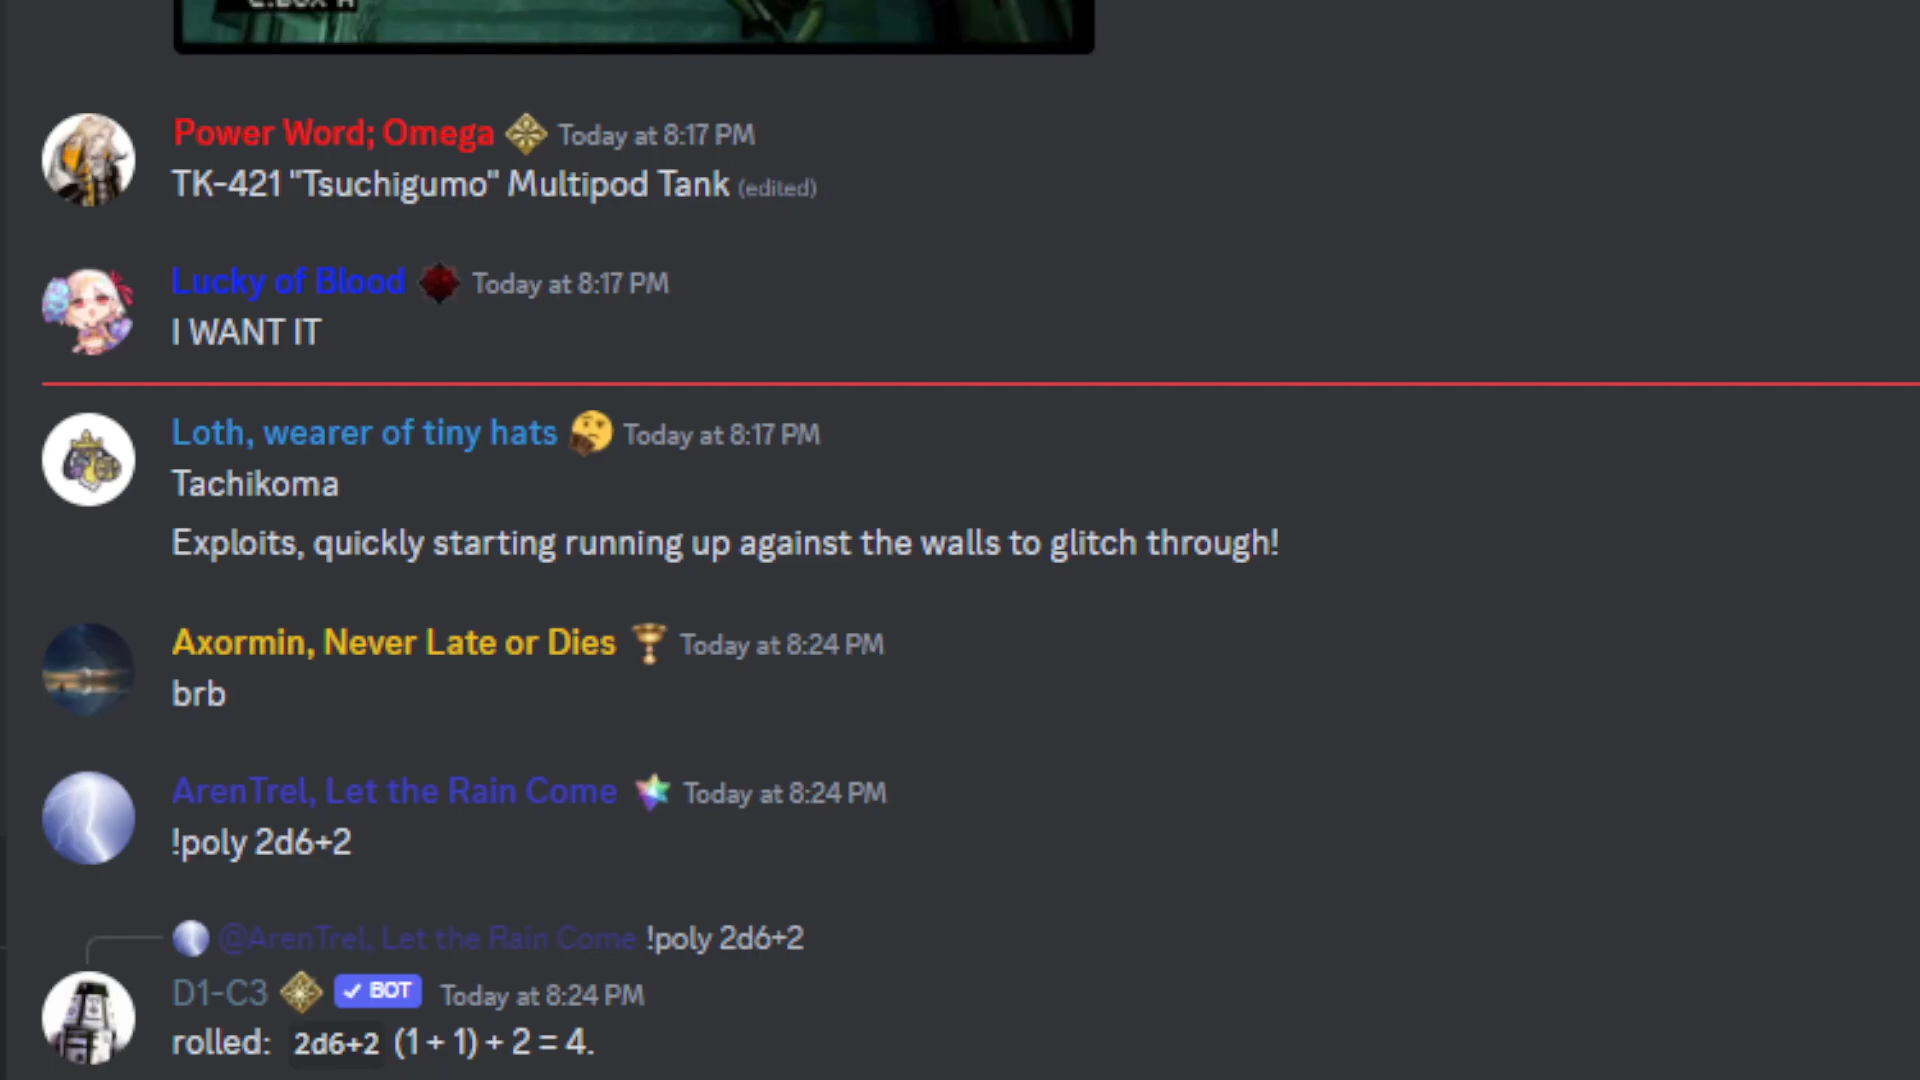 Power Word; Omega Today at 8:17 PM
TK-421 "Tsuchigumo" Multipod Tank (edited)
Lucky of Blood Today at 8:17 PM
I WANT IT
Loth, wearer of tiny hats Today at 8:17 PM
Tachikoma
Exploits, quickly starting running up against the walls to glitch through!
Axormin, Never Late or Dies Today at 8:24 PM
brb
ArenTrel, Let the Rain Come Today at 8:24 PM
!poly 2d6+2
@ArenTrel, Let the Rain Come !poly 2d6+2
D1-C3 BOT Today at 8:24 PM
rolled: 2d6+2 (1 + 1) + 2 = 4.